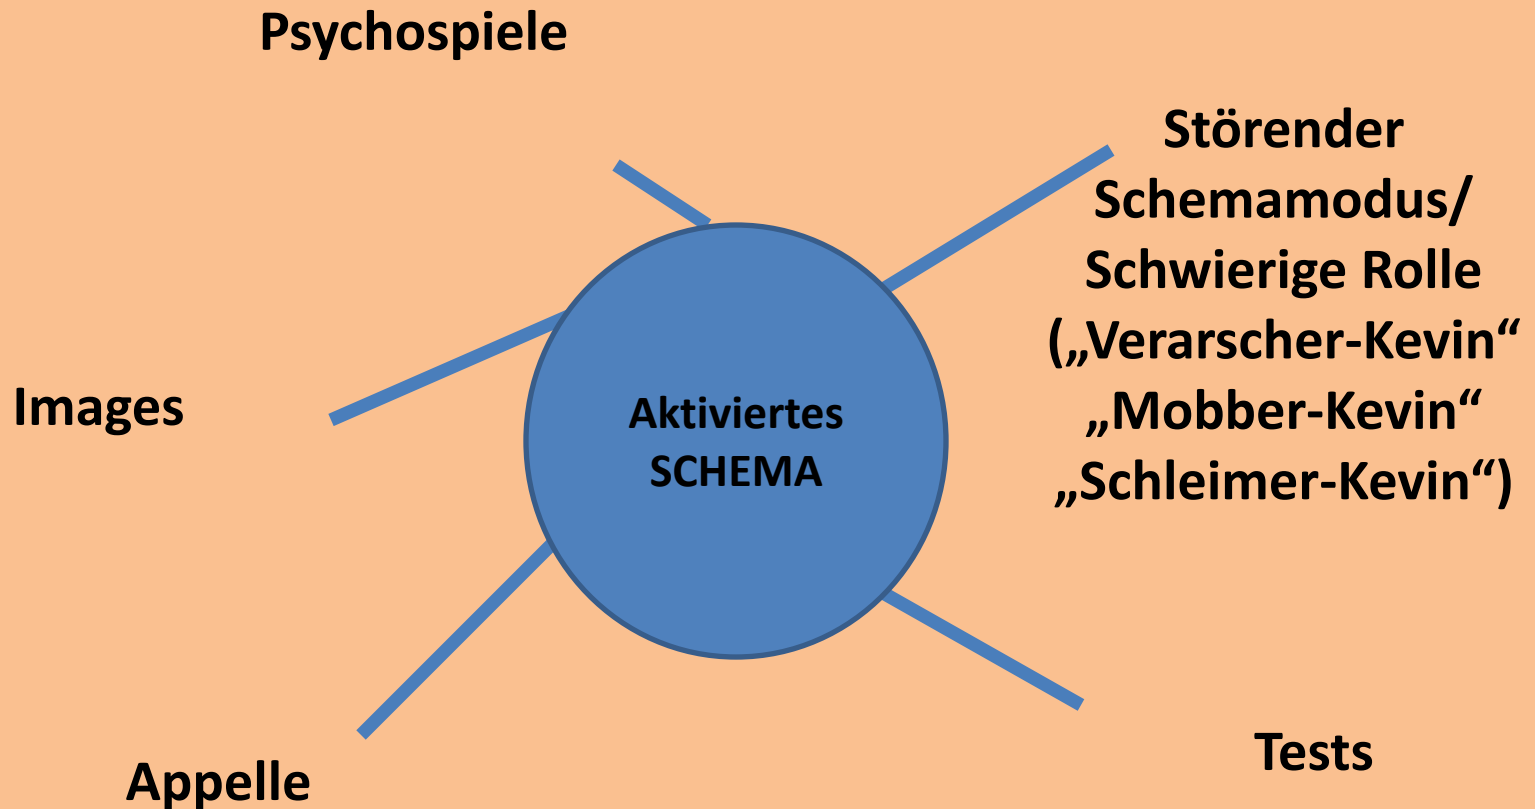 Psychospiele
Störender
Schemamodus/
Schwierige Rolle
(„Verarscher-Kevin“
„Mobber-Kevin“
„Schleimer-Kevin“)
Images
Aktiviertes
SCHEMA
Appelle
Tests